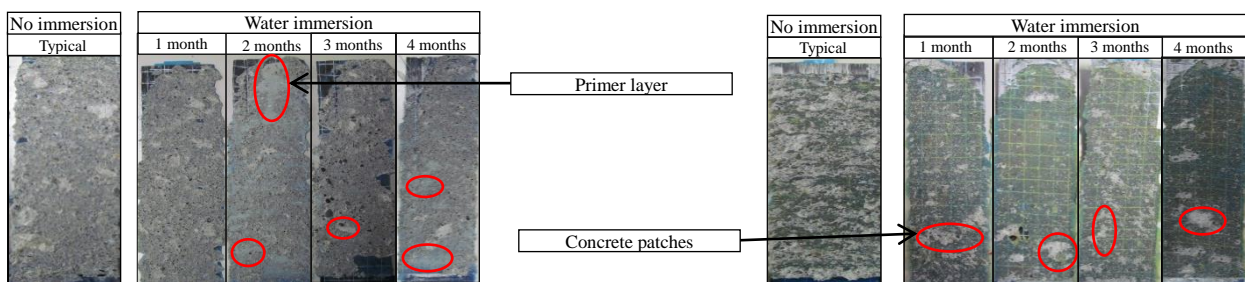 No immersion
Typical
Water immersion
1 month
2 months
3 months
4 months
Primer layer
Concrete patches
No immersion
Typical
Water immersion
1 month
2 months
3 months
4 months